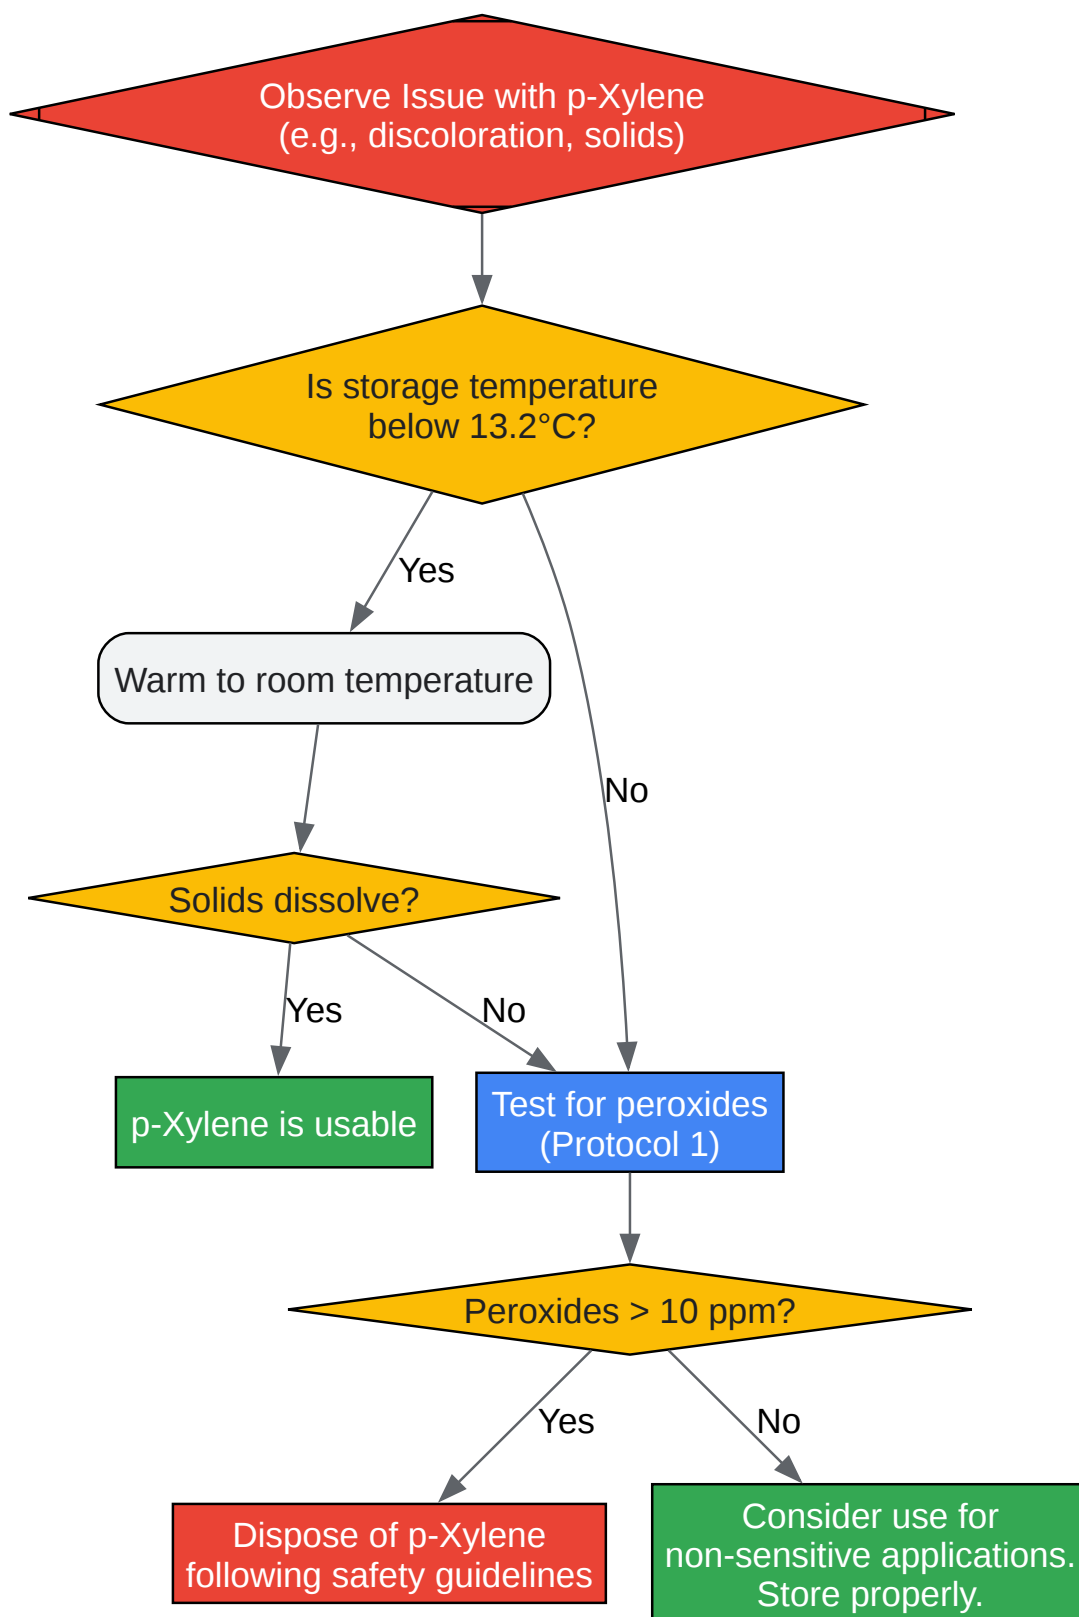 Observe Issue with p-Xylene
(e.g., discoloration, solids)
Is storage temperature
below 13.2°C?
Yes
Warm to room temperature
No
Solids dissolve?
Yes
No
p-Xylene is usable
Test for peroxides
(Protocol 1)
Peroxides > 10 ppm?
Yes
No
Dispose of p-Xylene
following safety guidelines
Consider use for
non-sensitive applications.
Store properly.